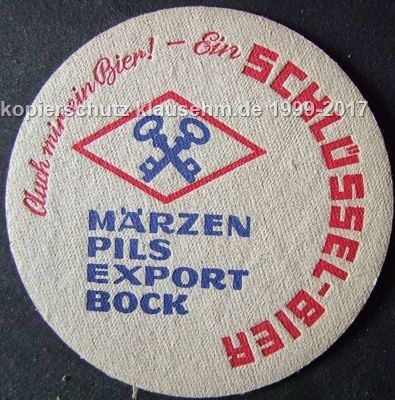 Auch mir ein Bier! – Ein
SCHLÜSSEL-BIER
kopierschutz klausehm.de 1999-2017
MÄRZEN
PILS
EXPORT
BOCK